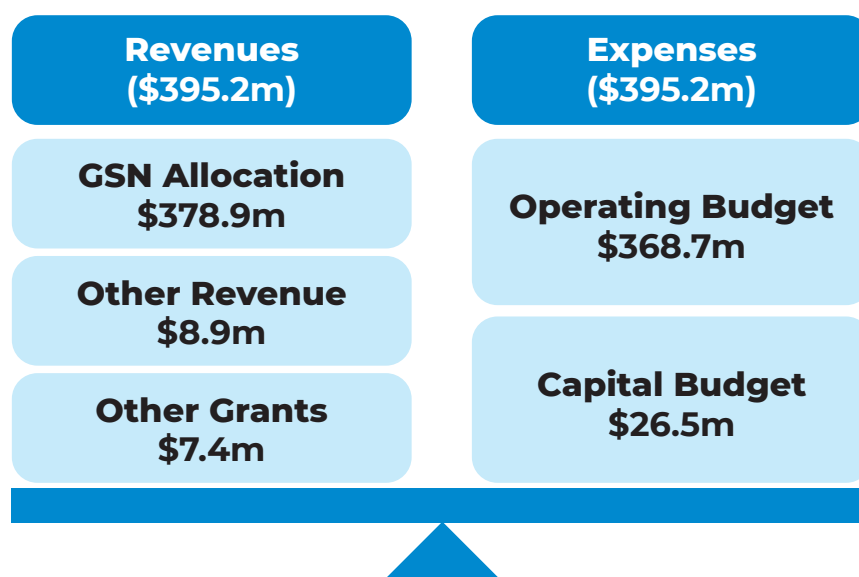 Revenues
($395.2m)
GSN Allocation
$378.9m
Other Revenue
$8.9m
Other Grants
$7.4m
Expenses
($395.2m)
Operating Budget
$368.7m
Capital Budget
$26.5m